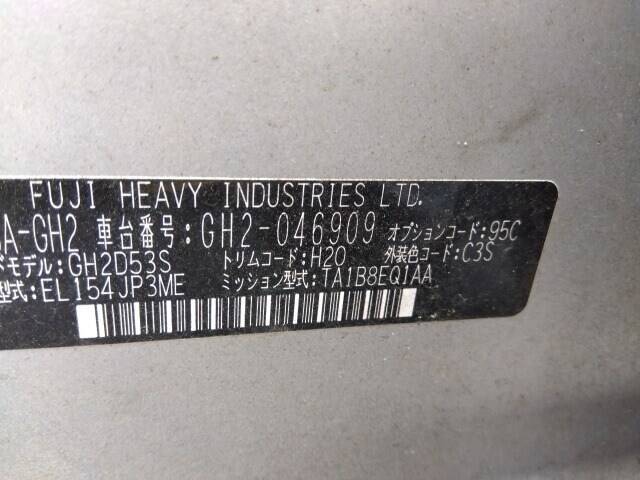 FUJI HEAVY INDUSTRIES LTD.
A-GH2 車台番号:GH2-046909 オプションコード:95C
ドモデル:GH2D53S トリムコード:H20 外装色コード:C3S
型式:EL154JP3ME ミッション型式:TA1B8EQ1AA